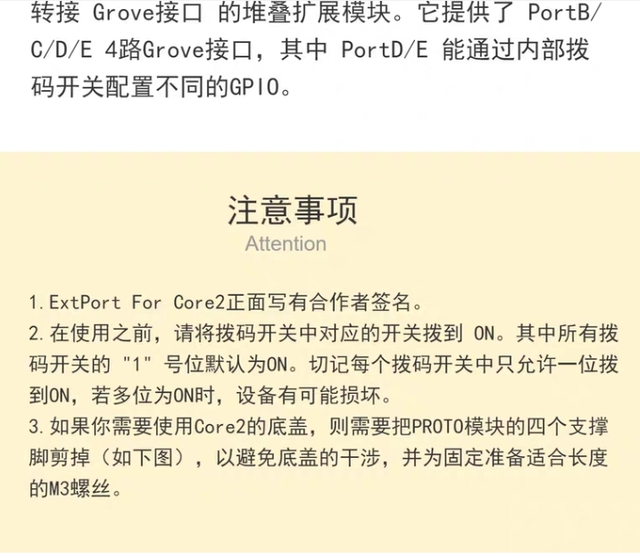 转接 Grove接口 的堆叠扩展模块。它提供了 PortB/
C/D/E 4路Grove接口，其中 PortD/E 能通过内部拨
码开关配置不同的GPIO。
注意事项
Attention
1.ExtPort For Core2正面写有合作者签名。
2.在使用之前，请将拨码开关中对应的开关拨到 ON。其中所有拨
码开关的 "1" 号位默认为ON。切记每个拨码开关中只允许一位拨
到ON，若多位为ON时，设备有可能损坏。
3.如果你需要使用Core2的底盖，则需要把PROTO模块的四个支撑
脚剪掉（如下图），以避免底盖的干涉，并为固定准备适合长度
的M3螺丝。